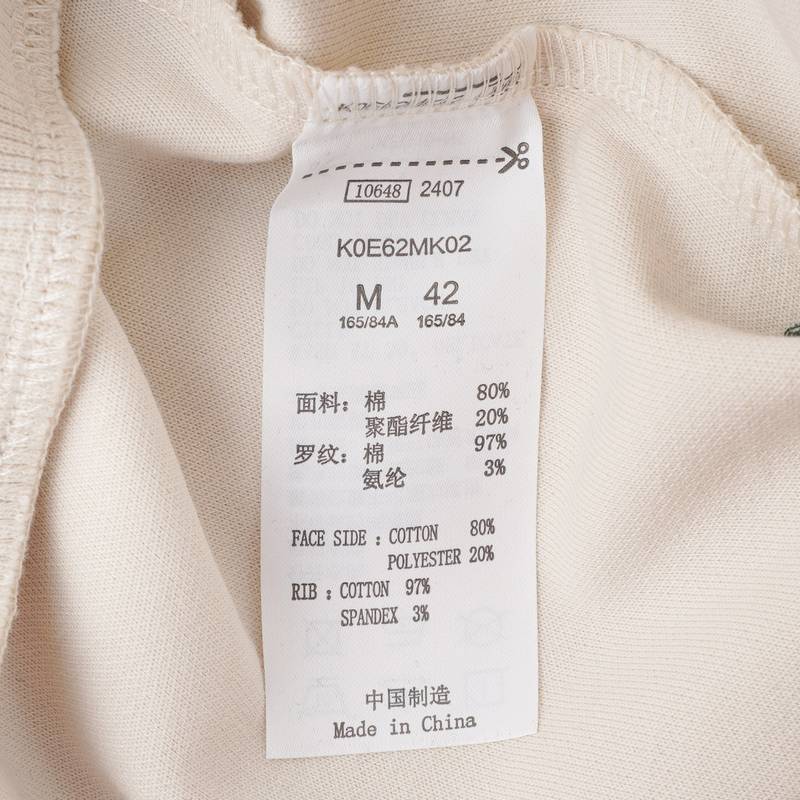 10648 2407
K0E62MK02
M 42
165/84A 165/84
面料：棉 80%
聚酯纤维 20%
罗纹：棉 97%
氨纶 3%
FACE SIDE : COTTON 80%
POLYESTER 20%
RIB : COTTON 97%
SPANDEX 3%
中国制造
Made in China